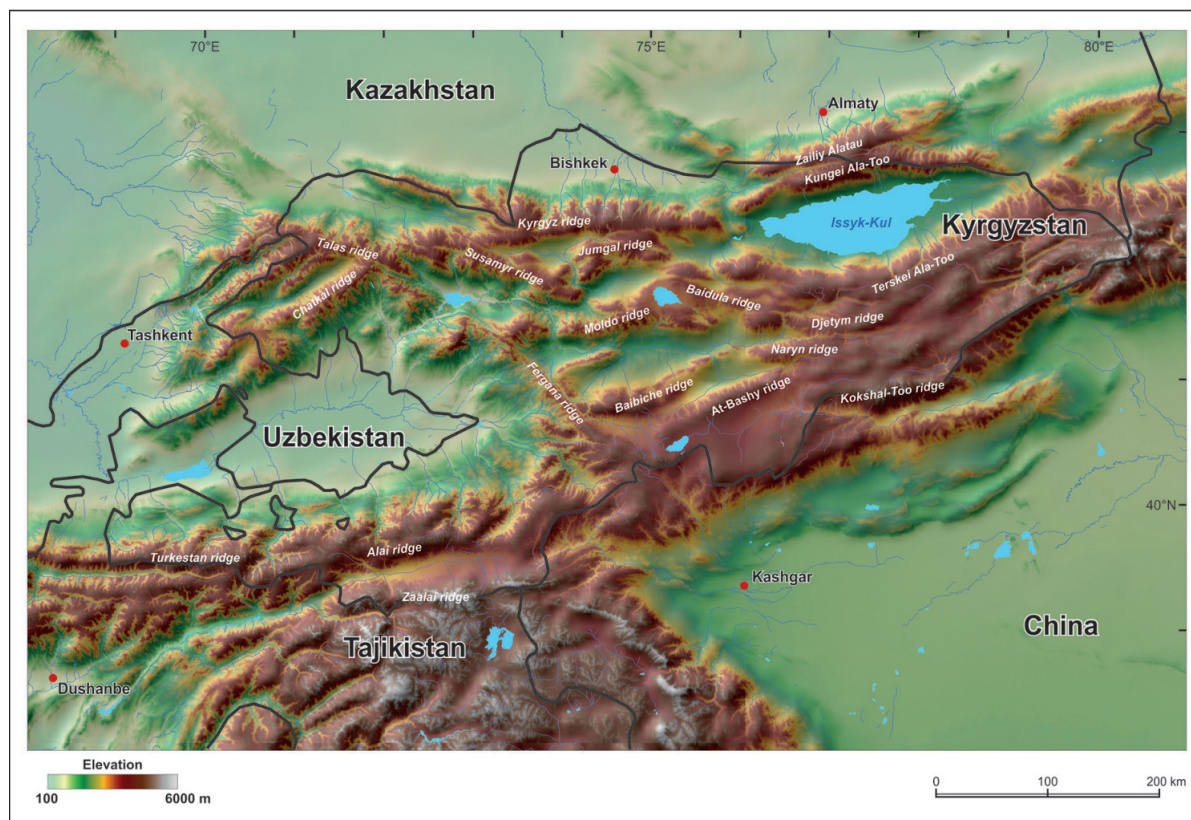 70°E
75°E
80°E
Kazakhstan
Almaty
Bishkek
Zailiy Alatau
Kungei Ala-Too
Issyk-Kul
Kyrgyzstan
Kyrgyz ridge
Talas ridge
Susamyr ridge
Jumgal ridge
Chatkal ridge
Terskei Ala-Too
Baidula ridge
Moldo ridge
Djetym ridge
Tashkent
Naryn ridge
Fergana ridge
Baibiche ridge
At-Bashy ridge
Kokshal-Too ridge
Uzbekistan
40°N
Turkestan ridge
Alai ridge
Kashgar
Zaalai ridge
China
Tajikistan
Dushanbe
Elevation
100 6000 m
0 100 200 km